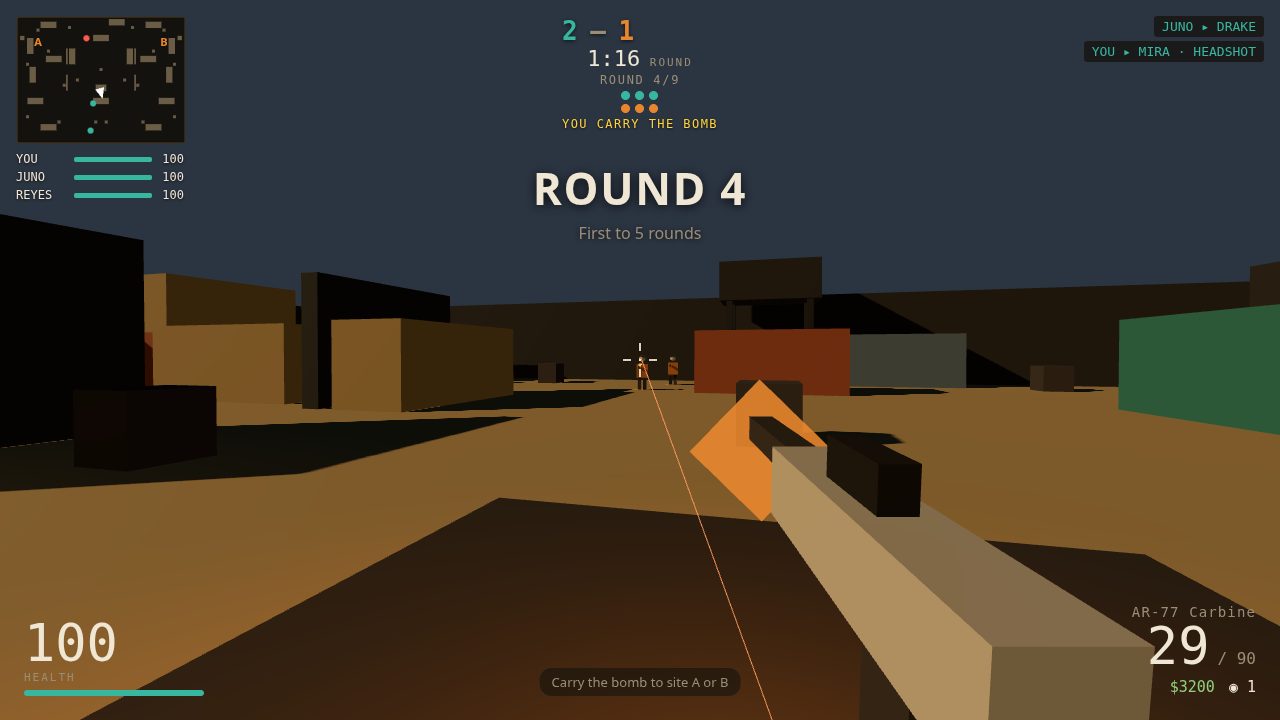 A
B
YOU 100
JUNO 100
REYES 100
2 — 1
1:16 ROUND
ROUND 4/9
YOU CARRY THE BOMB
JUNO ▸ DRAKE
YOU ▸ MIRA · HEADSHOT
ROUND 4
First to 5 rounds
100
HEALTH
Carry the bomb to site A or B
AR-77 Carbine
29 / 90
$3200 ◉ 1